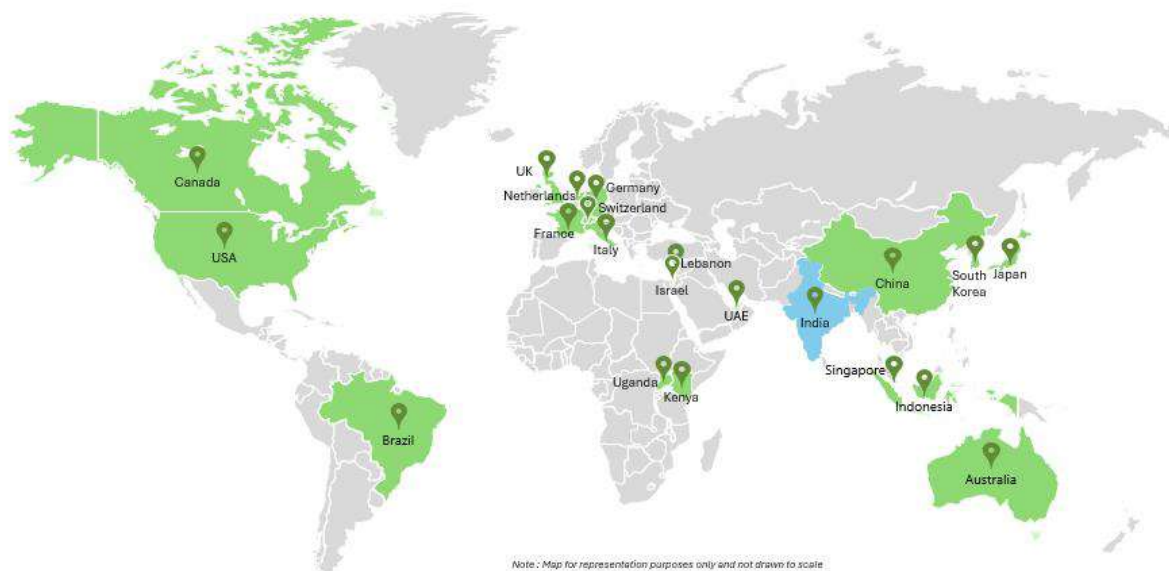 Canada
USA
Brazil
UK
Netherlands
Germany
Switzerland
France
Italy
Lebanon
Israel
UAE
Uganda
Kenya
India
China
South
Korea
Japan
Singapore
Indonesia
Australia
Note : Map for representation purposes only and not drawn to scale